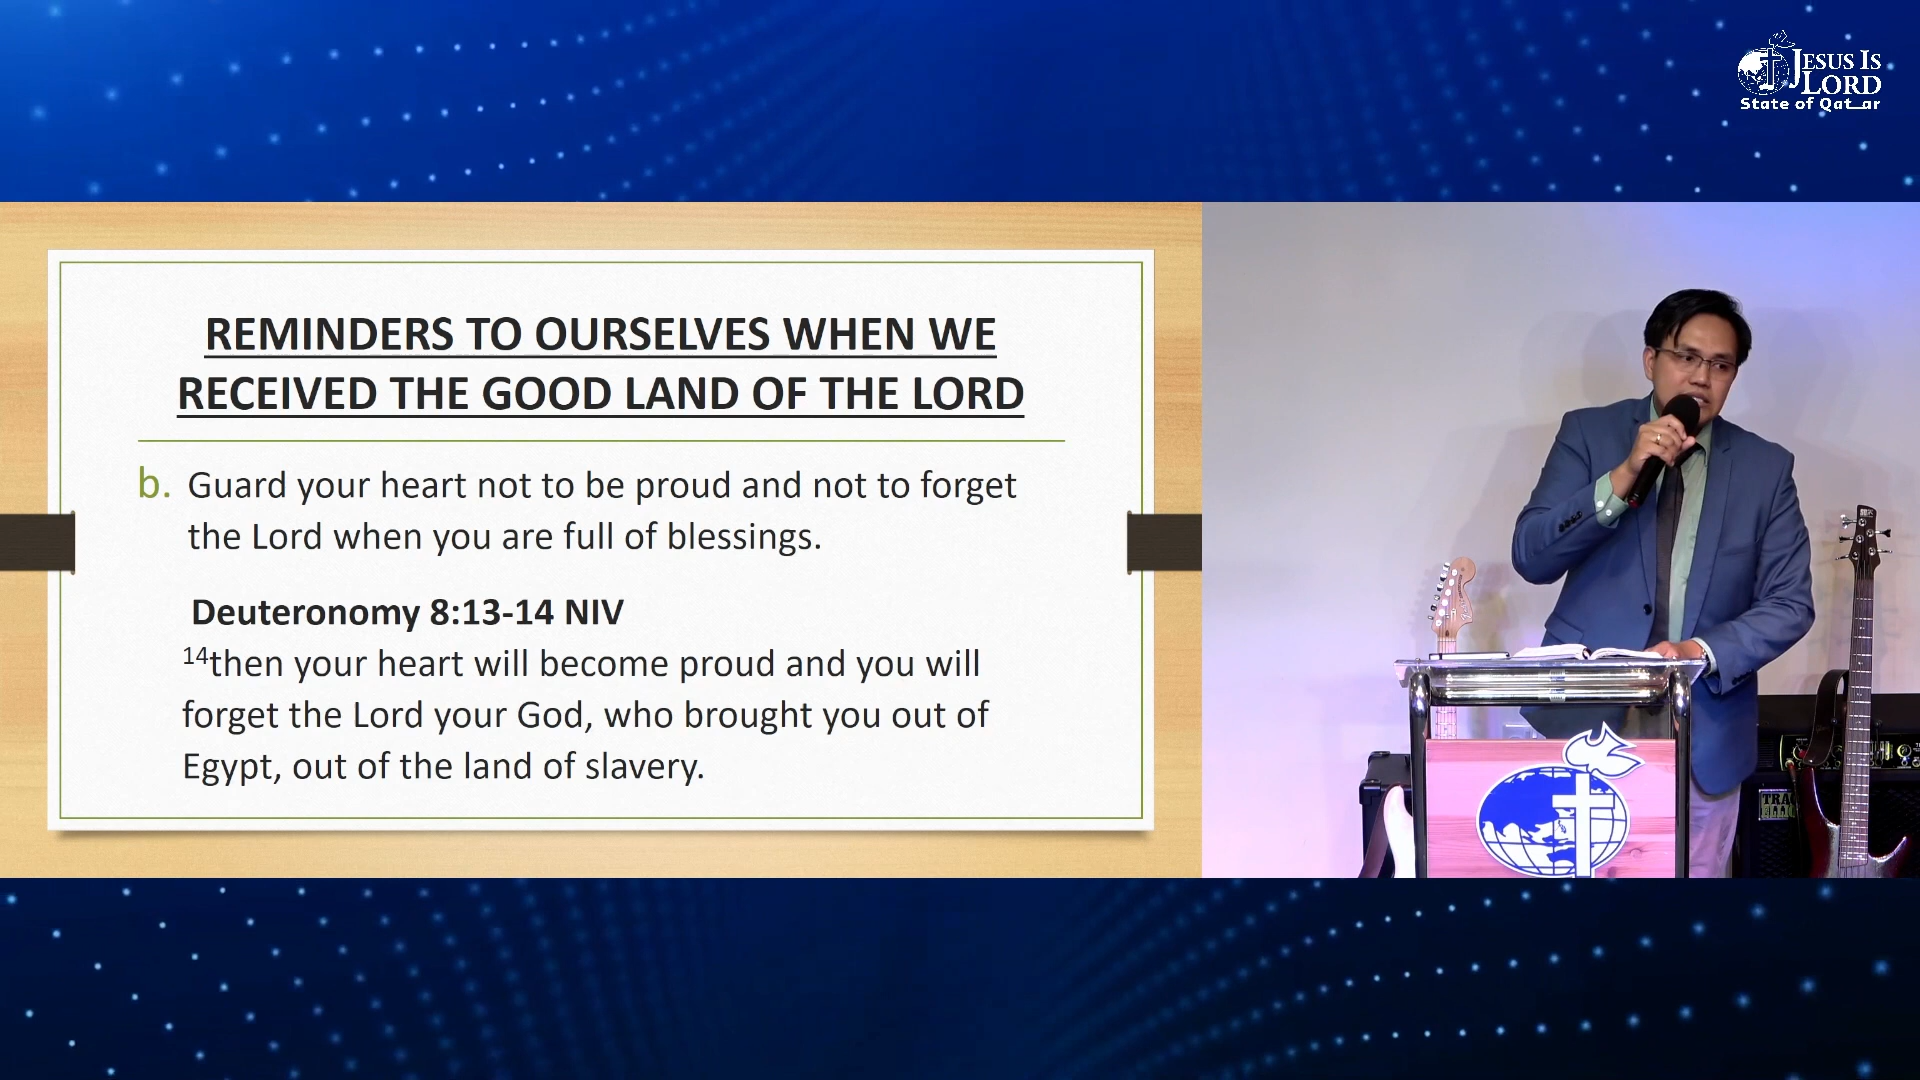 JESUS IS
LORD
State of Qatar
REMINDERS TO OURSELVES WHEN WE
RECEIVED THE GOOD LAND OF THE LORD
b. Guard your heart not to be proud and not to forget
the Lord when you are full of blessings.
Deuteronomy 8:13-14 NIV
14then your heart will become proud and you will
forget the Lord your God, who brought you out of
Egypt, out of the land of slavery.